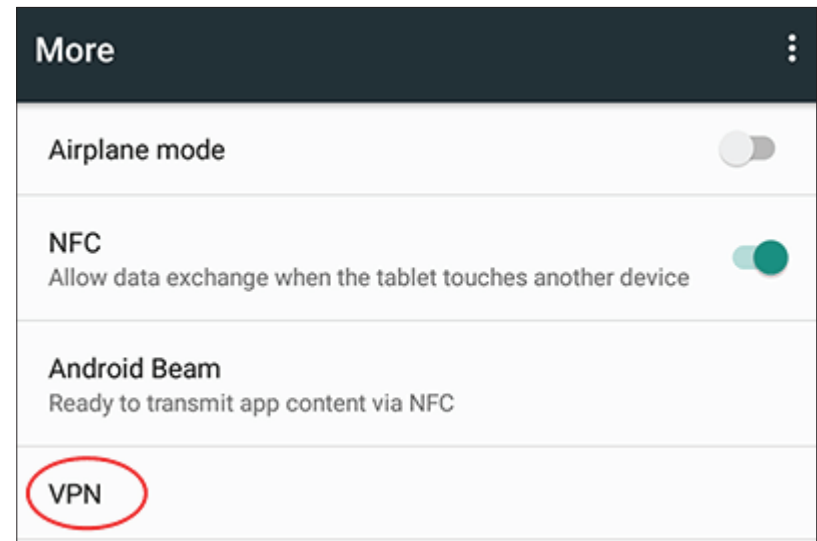 More
Airplane mode
NFC
Allow data exchange when the tablet touches another device
Android Beam
Ready to transmit app content via NFC
VPN